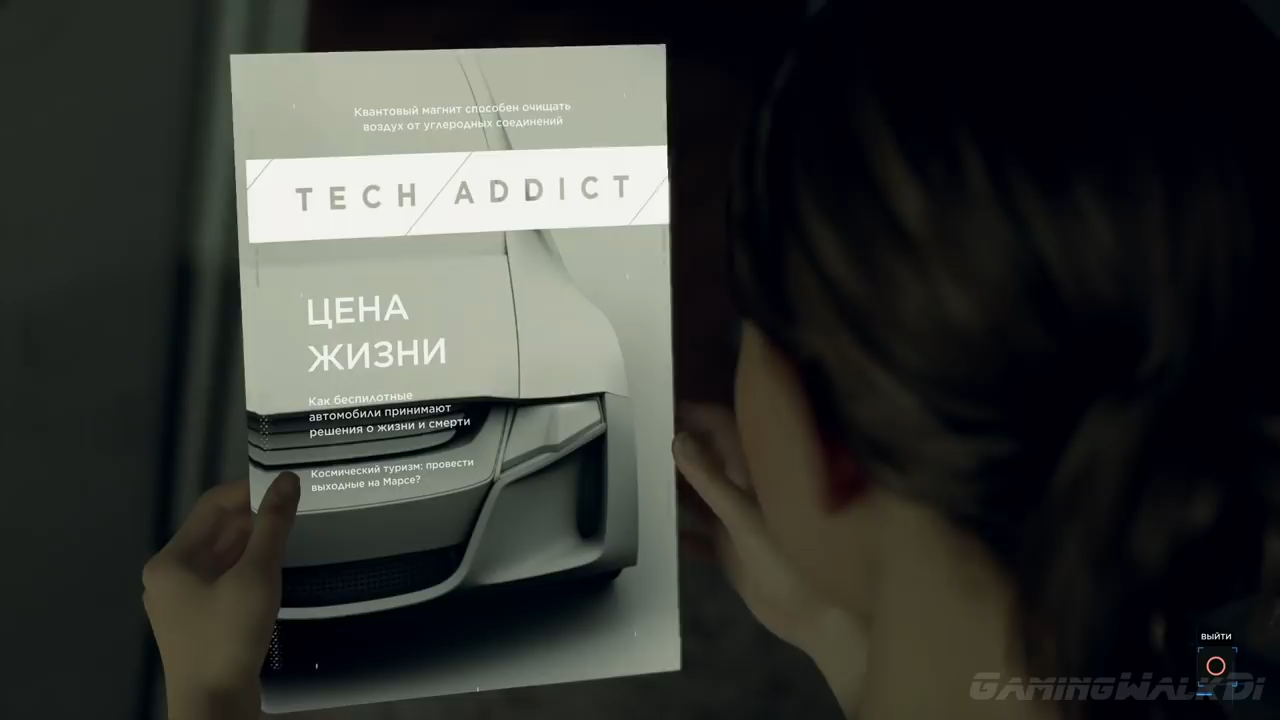 Квантовый магнит способен очищать
воздух от углеродных соединений
TECH ADDICT
ЦЕНА
ЖИЗНИ
Как беспилотные
автомобили принимают
решения о жизни и смерти
Космический туризм: провести
выходные на Марсе?
ВЫЙТИ
GAMINGWALKDI